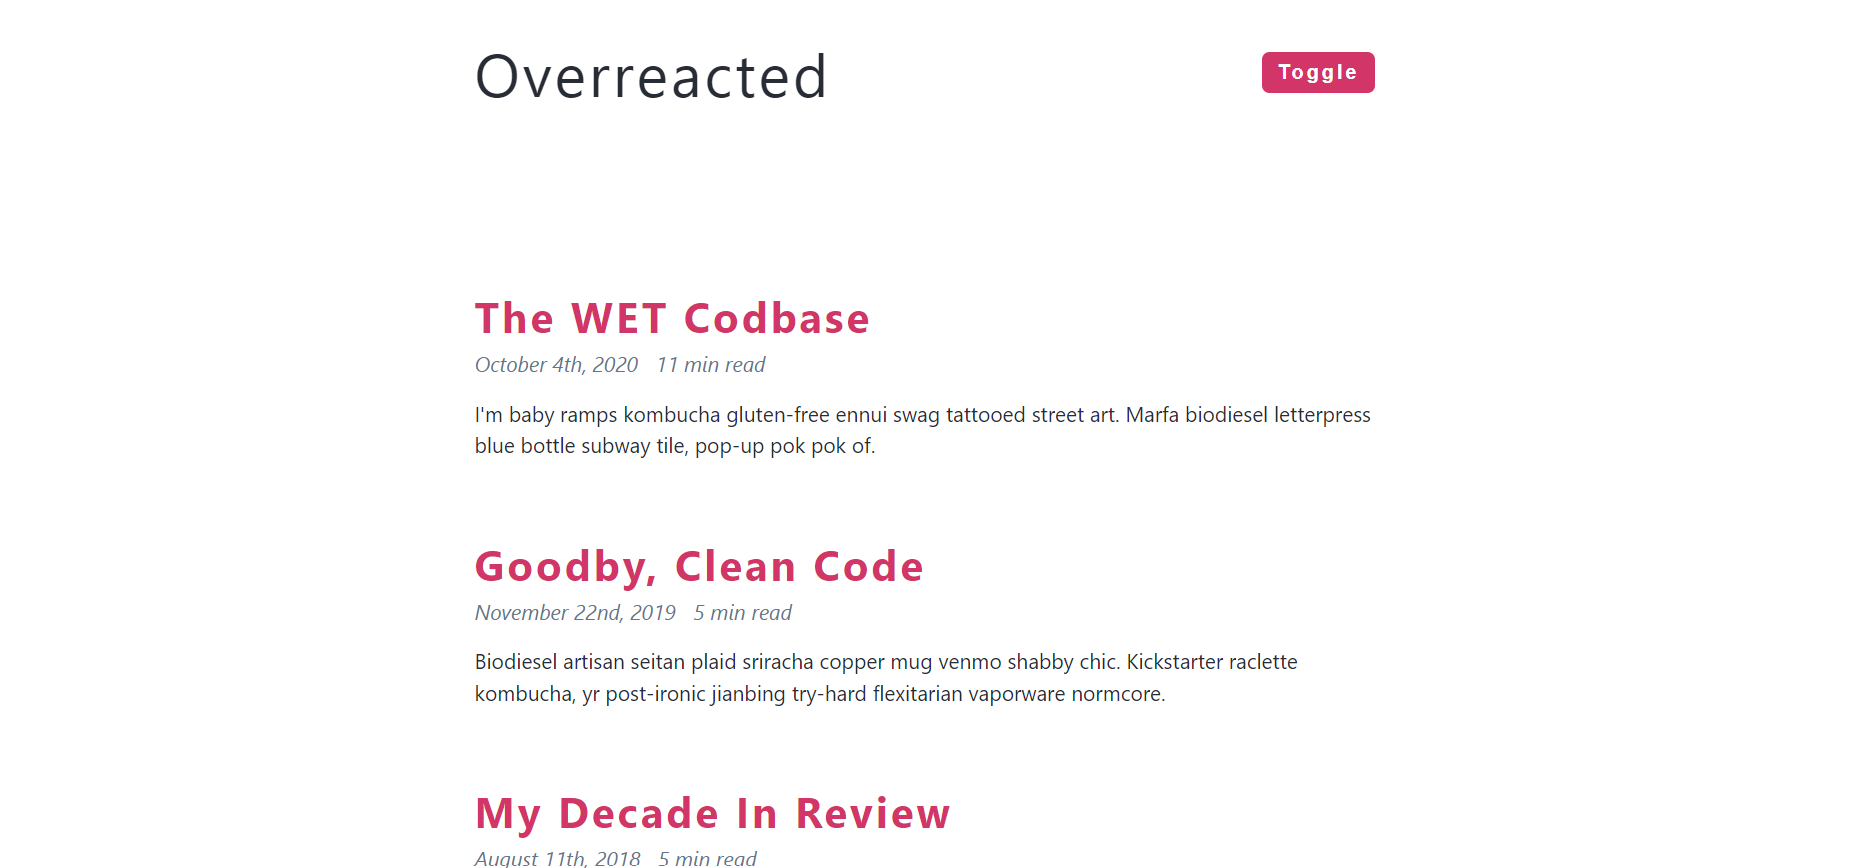 Overreacted
Toggle
The WET Codbase
October 4th, 2020 11 min read
I'm baby ramps kombucha gluten-free ennui swag tattooed street art. Marfa biodiesel letterpress
blue bottle subway tile, pop-up pok pok of.
Goodby, Clean Code
November 22nd, 2019 5 min read
Biodiesel artisan seitan plaid sriracha copper mug venmo shabby chic. Kickstarter raclette
kombucha, yr post-ironic jianbing try-hard flexitarian vaporware normcore.
My Decade In Review
August 11th, 2018 5 min read